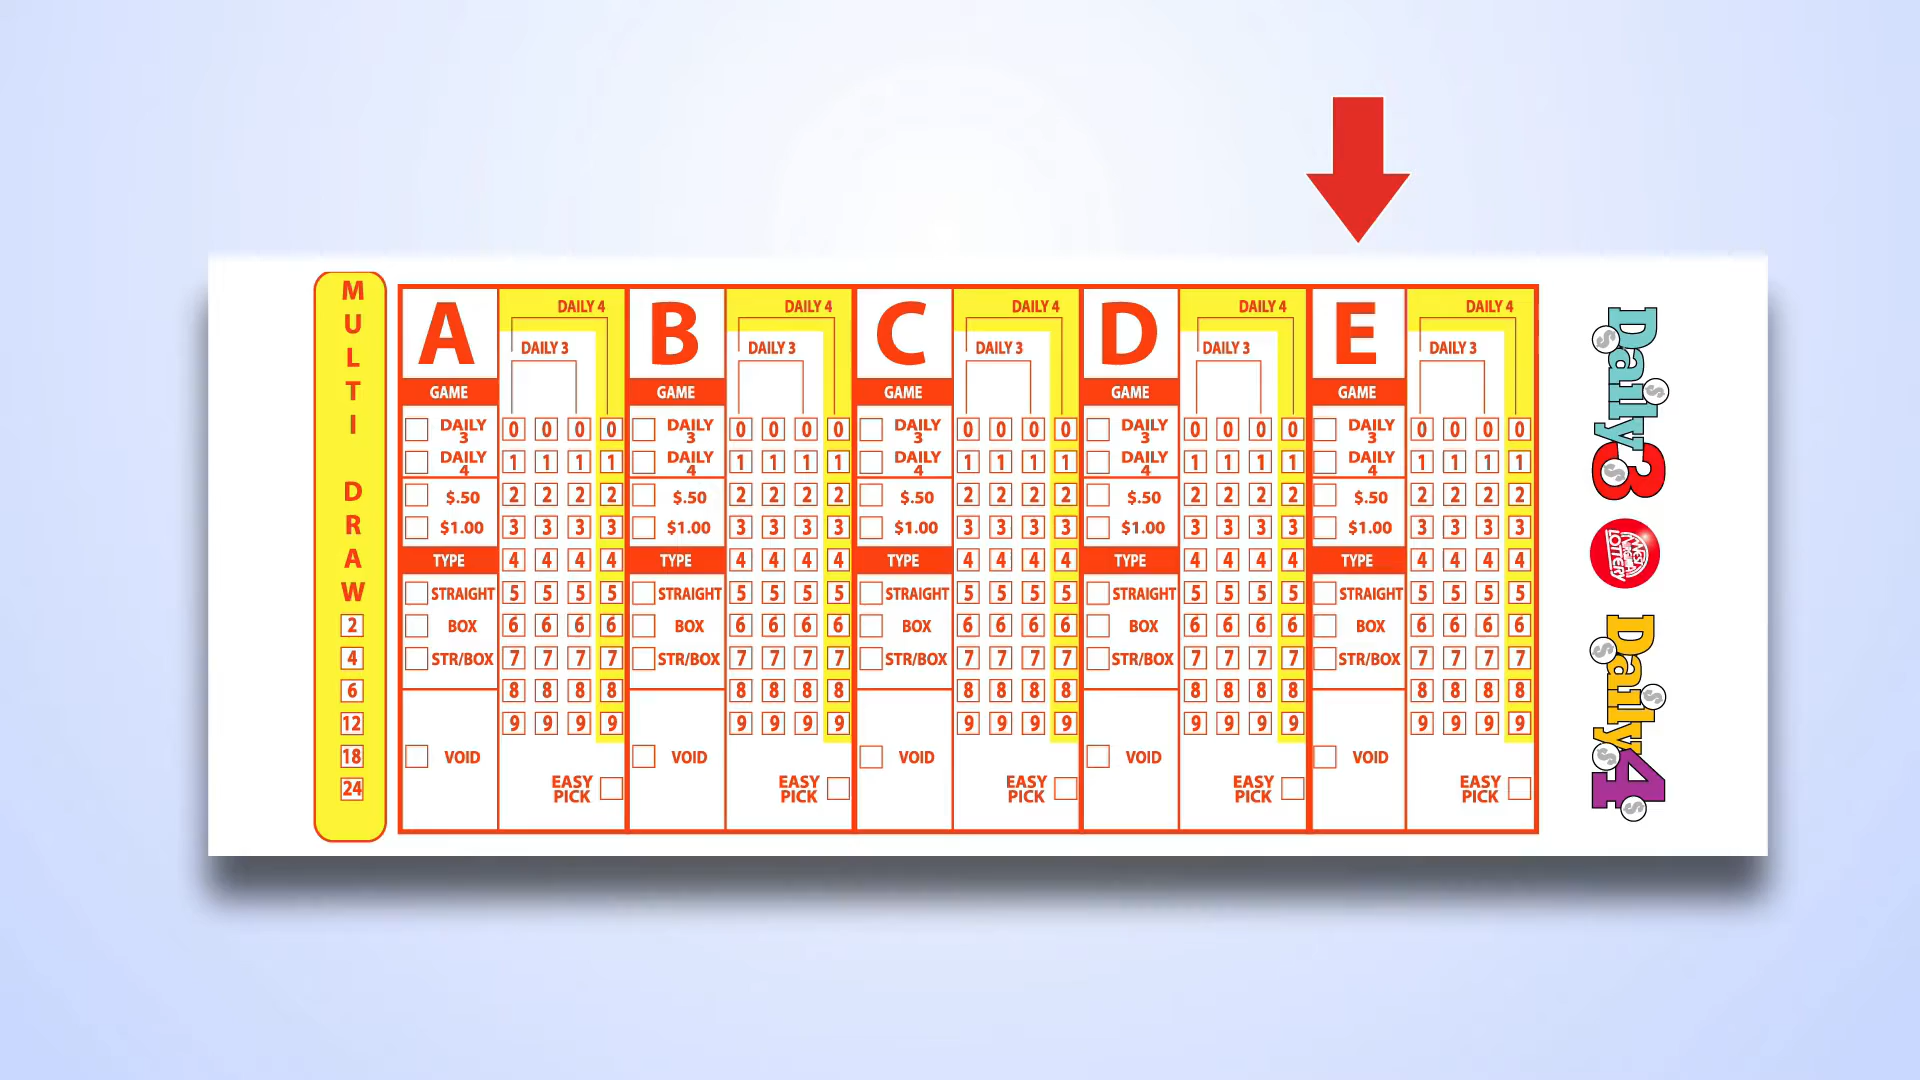 MULTI DRAW
2
4
6
12
18
24
A
DAILY 4
DAILY 3
GAME
DAILY 3
DAILY 4
$.50
$1.00
TYPE
STRAIGHT
BOX
STR/BOX
VOID
0 0 0 0
1 1 1 1
2 2 2 2
3 3 3 3
4 4 4 4
5 5 5 5
6 6 6 6
7 7 7 7
8 8 8 8
9 9 9 9
EASY PICK
B
DAILY 4
DAILY 3
GAME
DAILY 3
DAILY 4
$.50
$1.00
TYPE
STRAIGHT
BOX
STR/BOX
VOID
0 0 0 0
1 1 1 1
2 2 2 2
3 3 3 3
4 4 4 4
5 5 5 5
6 6 6 6
7 7 7 7
8 8 8 8
9 9 9 9
EASY PICK
C
DAILY 4
DAILY 3
GAME
DAILY 3
DAILY 4
$.50
$1.00
TYPE
STRAIGHT
BOX
STR/BOX
VOID
0 0 0 0
1 1 1 1
2 2 2 2
3 3 3 3
4 4 4 4
5 5 5 5
6 6 6 6
7 7 7 7
8 8 8 8
9 9 9 9
EASY PICK
D
DAILY 4
DAILY 3
GAME
DAILY 3
DAILY 4
$.50
$1.00
TYPE
STRAIGHT
BOX
STR/BOX
VOID
0 0 0 0
1 1 1 1
2 2 2 2
3 3 3 3
4 4 4 4
5 5 5 5
6 6 6 6
7 7 7 7
8 8 8 8
9 9 9 9
EASY PICK
E
DAILY 4
DAILY 3
GAME
DAILY 3
DAILY 4
$.50
$1.00
TYPE
STRAIGHT
BOX
STR/BOX
VOID
0 0 0 0
1 1 1 1
2 2 2 2
3 3 3 3
4 4 4 4
5 5 5 5
6 6 6 6
7 7 7 7
8 8 8 8
9 9 9 9
EASY PICK
Daily 3
WEST VIRGINIA LOTTERY
Daily 4